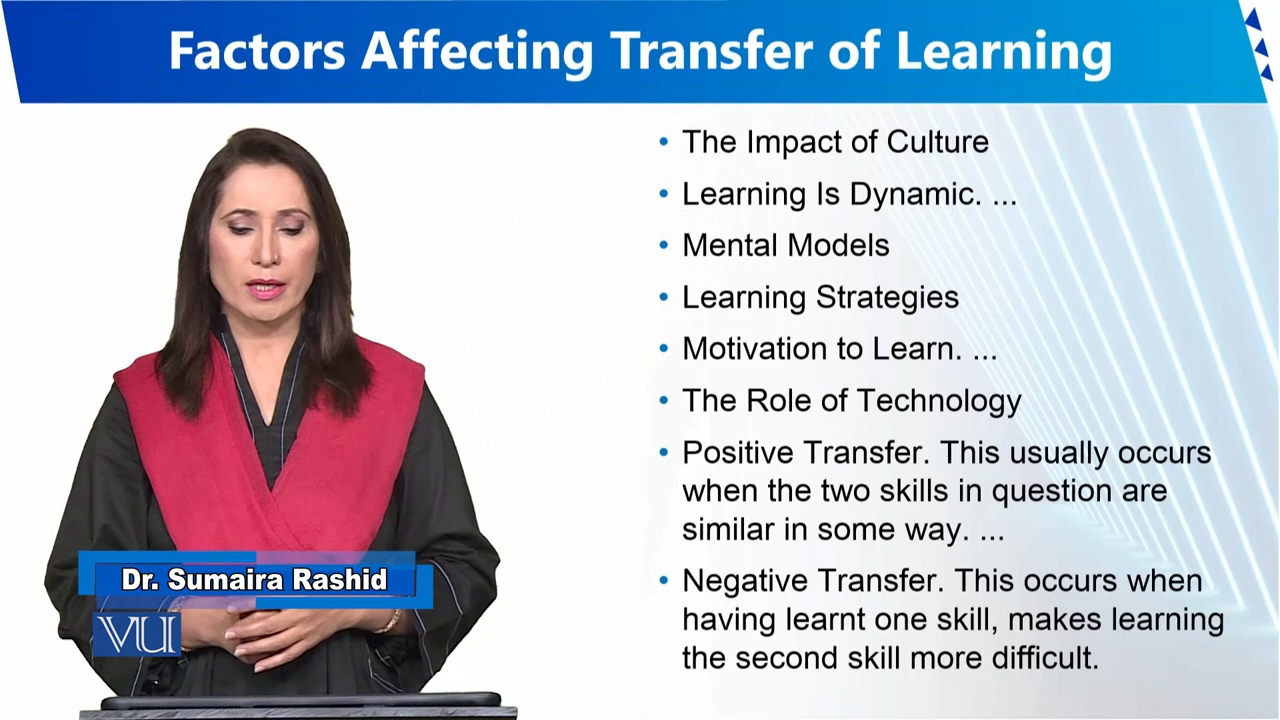 Factors Affecting Transfer of Learning
• The Impact of Culture
• Learning Is Dynamic. ...
• Mental Models
• Learning Strategies
• Motivation to Learn. ...
• The Role of Technology
• Positive Transfer. This usually occurs
when the two skills in question are
similar in some way. ...
• Negative Transfer. This occurs when
having learnt one skill, makes learning
the second skill more difficult.
Dr. Sumaira Rashid
VU